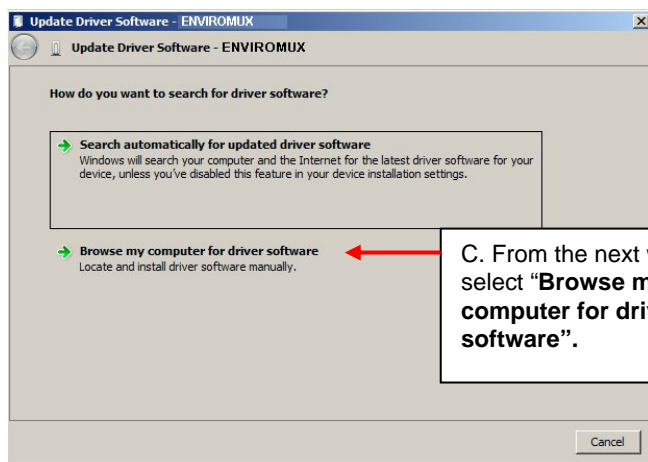 Update Driver Software - ENVIROMUX
Update Driver Software - ENVIROMUX
How do you want to search for driver software?
Search automatically for updated driver software
Windows will search your computer and the Internet for the latest driver software for your
device, unless you've disabled this feature in your device installation settings.
Browse my computer for driver software
Locate and install driver software manually.
C. From the next
select “Browse
computer for
software”.
Cancel